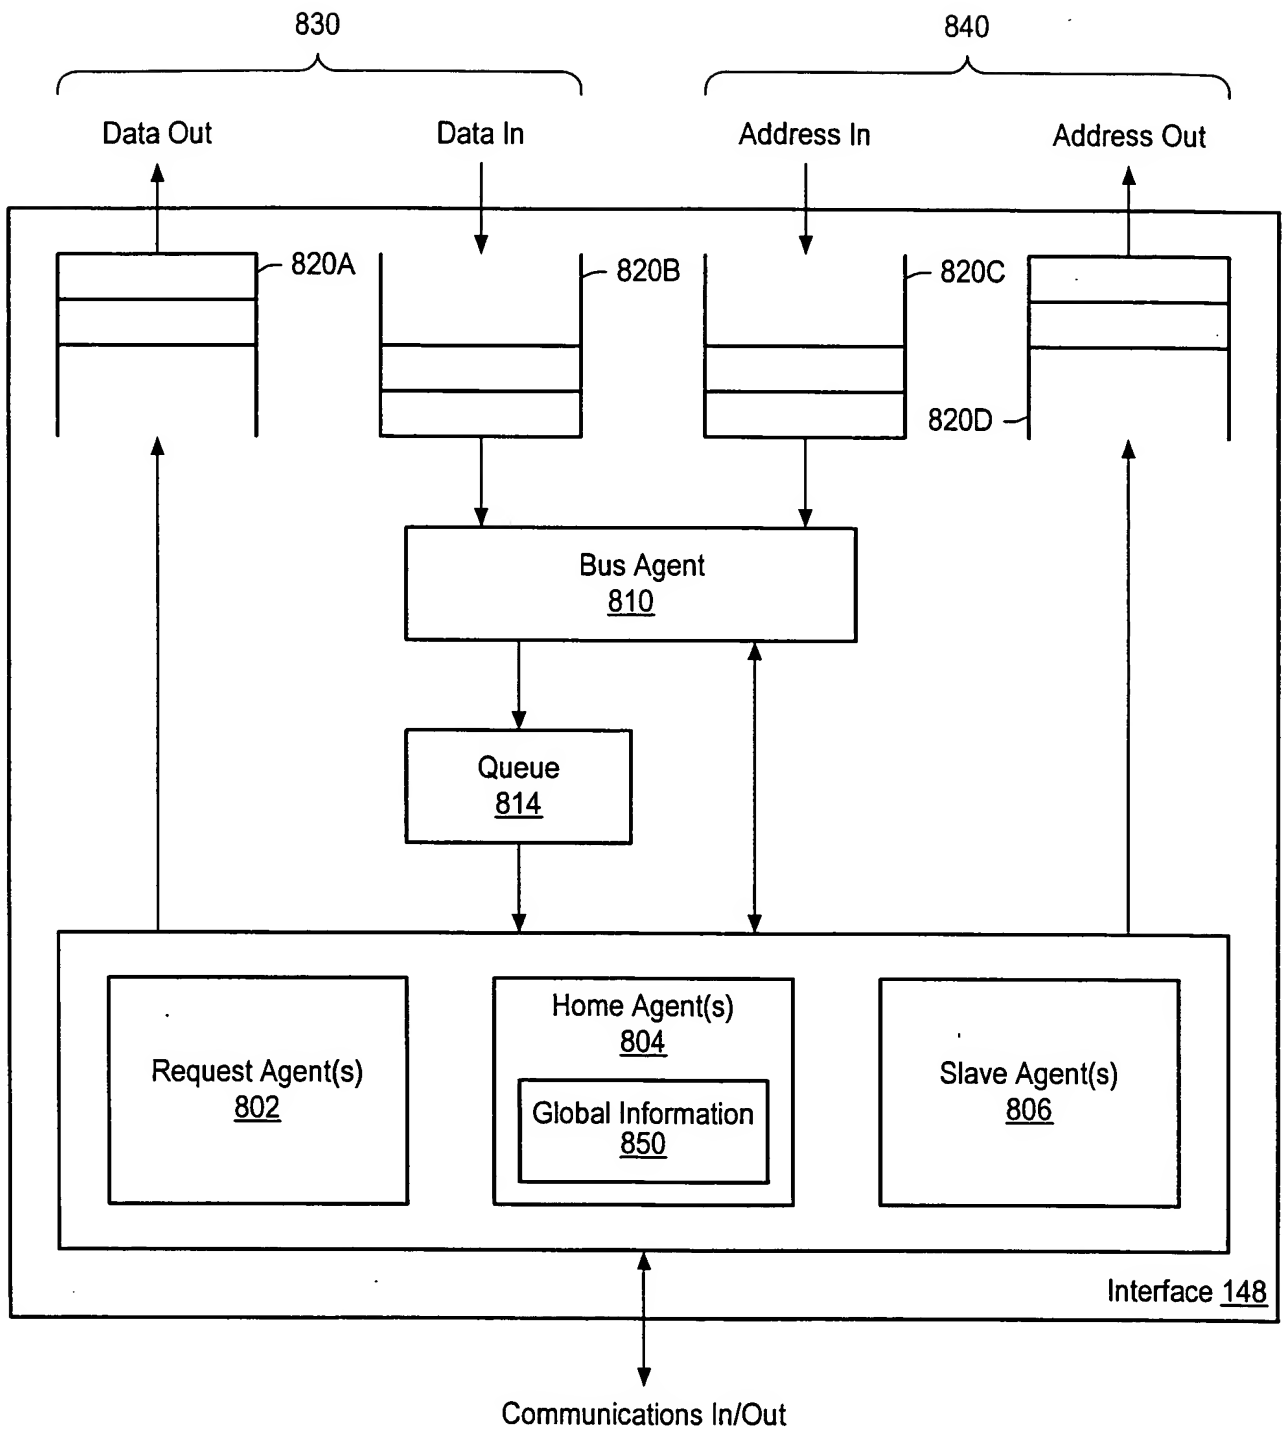 830
840
Data Out
Data In
Address In
Address Out
820A
820B
820C
820D
Bus Agent
810
Queue
814
Home Agent(s)
804
Request Agent(s)
802
Slave Agent(s)
806
Global Information
850
Interface 148
Communications In/Out